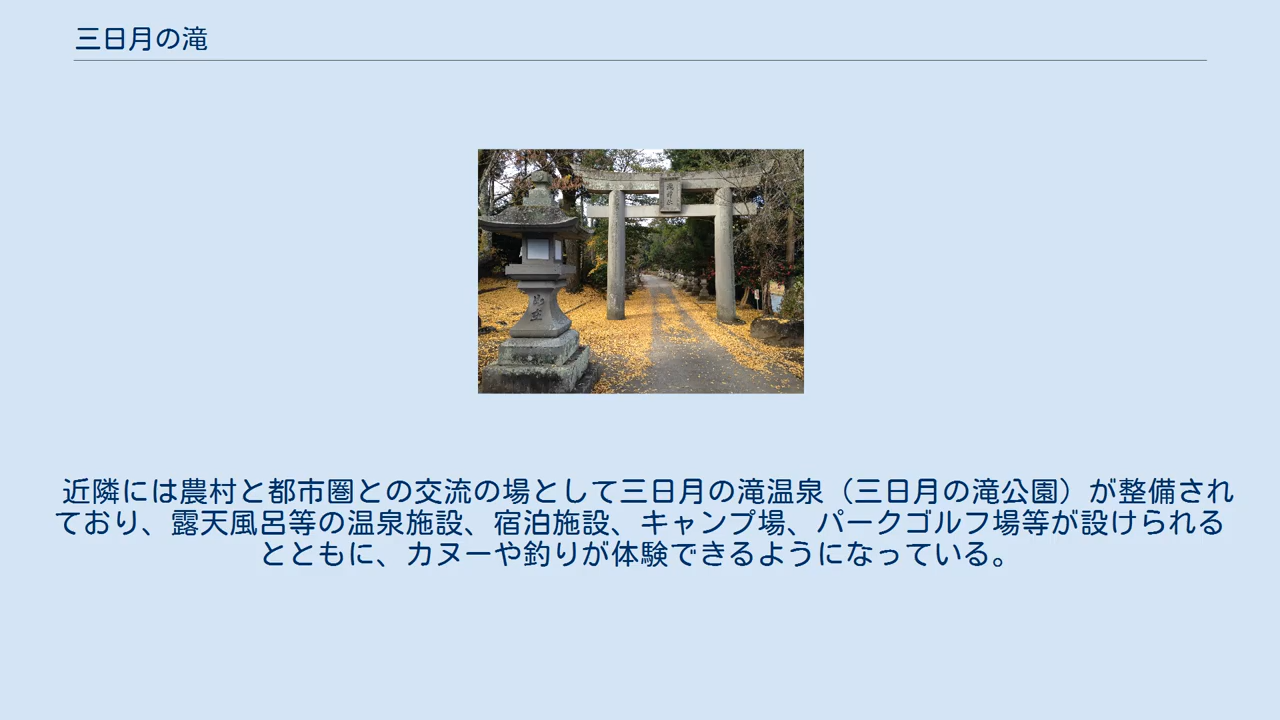 三日月の滝
近隣には農村と都市圏との交流の場として三日月の滝温泉（三日月の滝公園）が整備され
ており、露天風呂等の温泉施設、宿泊施設、キャンプ場、パークゴルフ場等が設けられる
とともに、カヌーや釣りが体験できるようになっている。